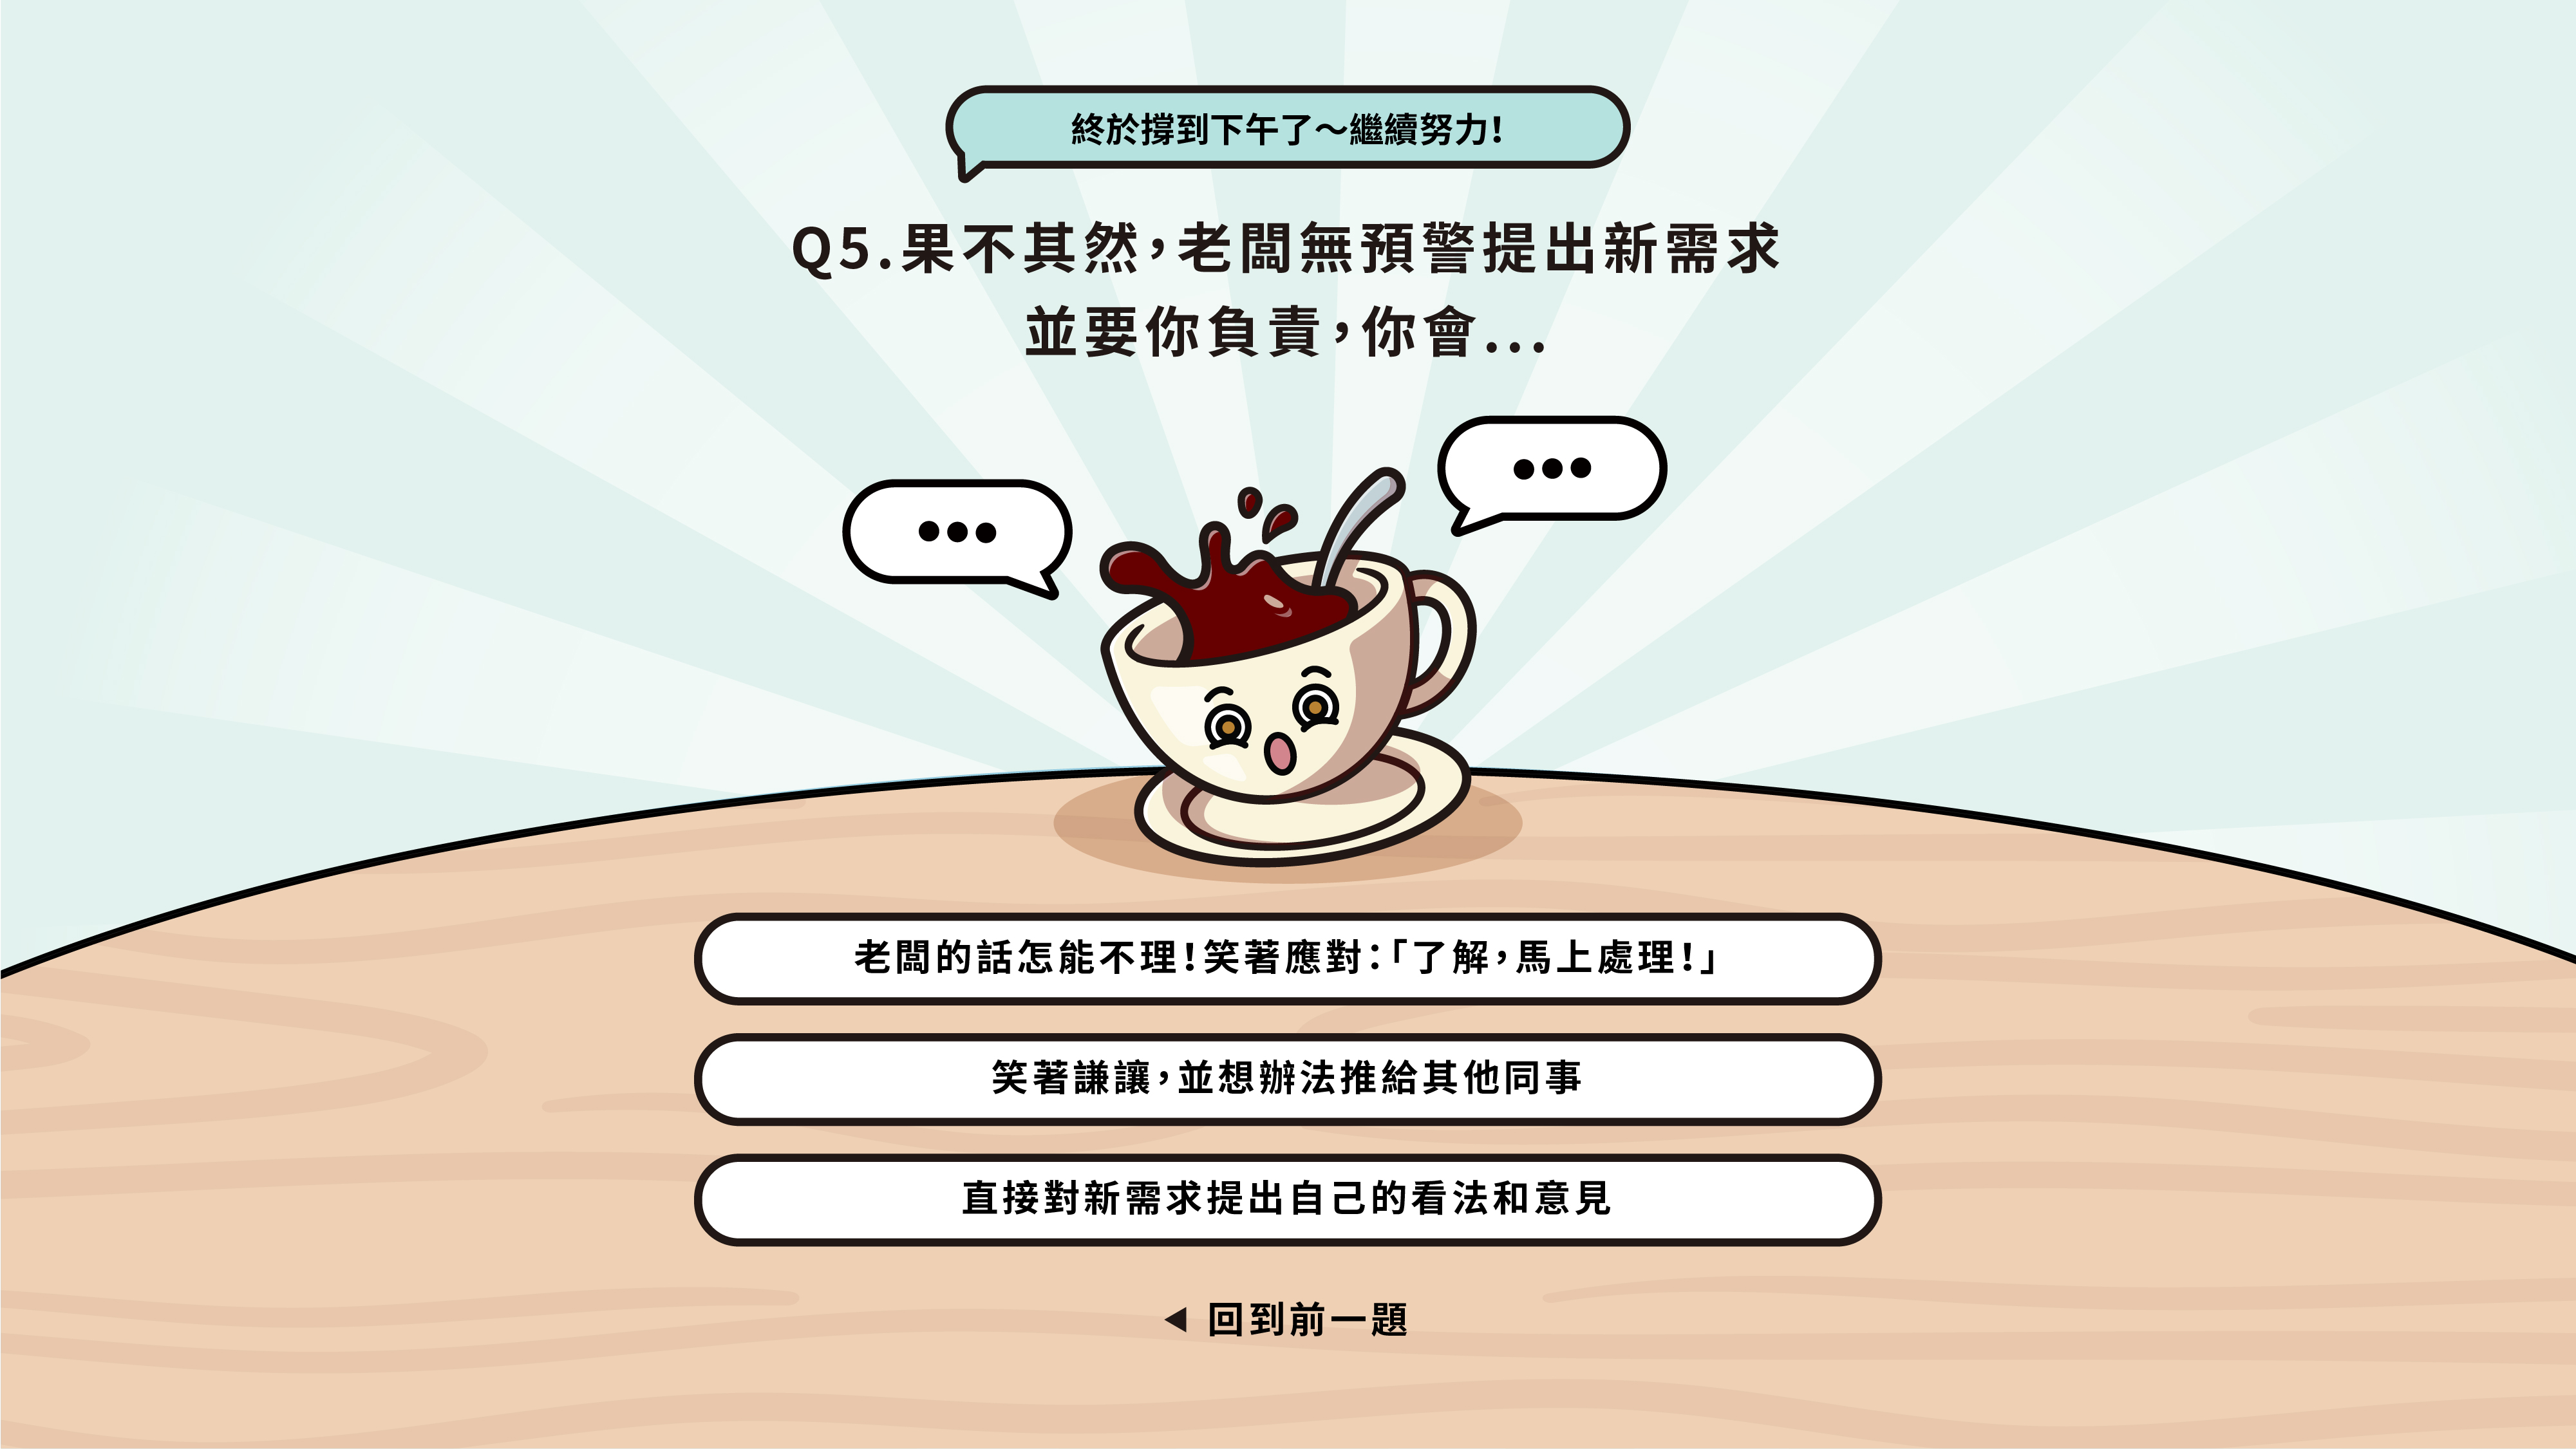 終於撐到下午了～繼續努力!
Q5.果不其然，老闆無預警提出新需求
並要你負責，你會...
老闆的話怎能不理！笑著應對：「了解，馬上處理！」
笑著謙讓，並想辦法推給其他同事
直接對新需求提出自己的看法和意見
◀ 回到前一題